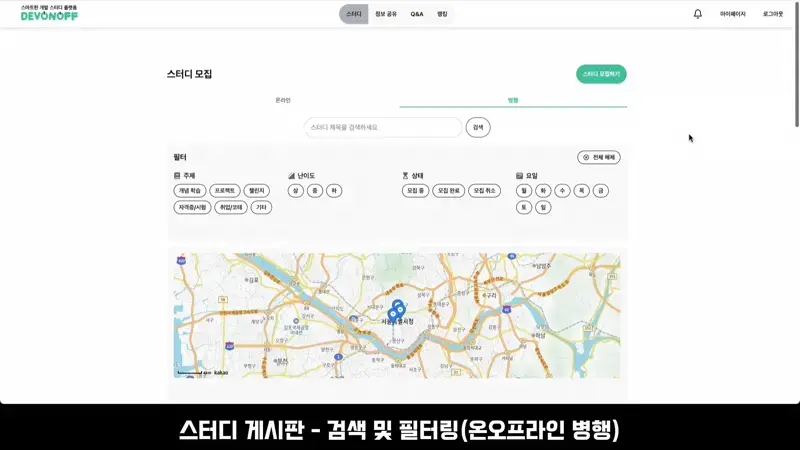 스마트한 개발 스터디 플랫폼
DEVONOFF
스터디 정보 공유 Q&A 랭킹
마이페이지 로그아웃
스터디 모집
스터디 모집하기
온라인 병행
스터디 제목을 검색하세요 검색
필터
전체 해제
주제 난이도 상태 요일
개념 학습 프로젝트 챌린지 상 중 하 모집 중 모집 완료 모집 취소 월 화 수 목 금
자격증/시험 취업/코테 기타 토 일
서울특별시청
kakao
스터디 게시판 - 검색 및 필터링(온오프라인 병행)